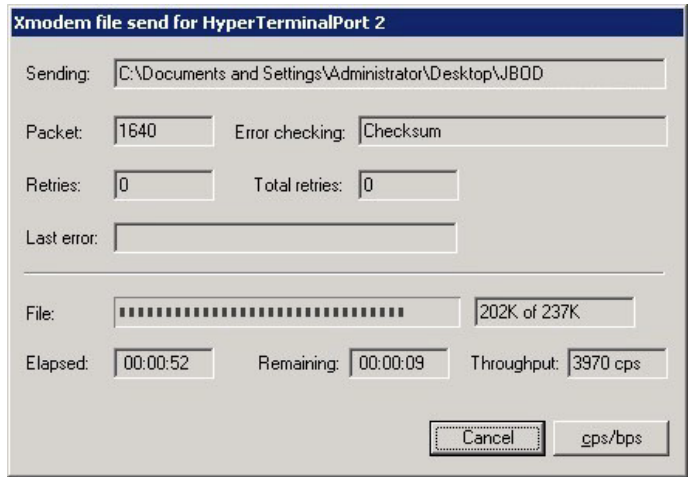 Xmodem file send for HyperTerminalPort 2
Sending: C:\Documents and Settings\Administrator\Desktop\JBOD
Packet: 1640 Error checking: Checksum
Retries: 0 Total retries: 0
Last error:
File: 202K of 237K
Elapsed: 00:00:52 Remaining: 00:00:09 Throughput: 3970 cps
Cancel cps/bps